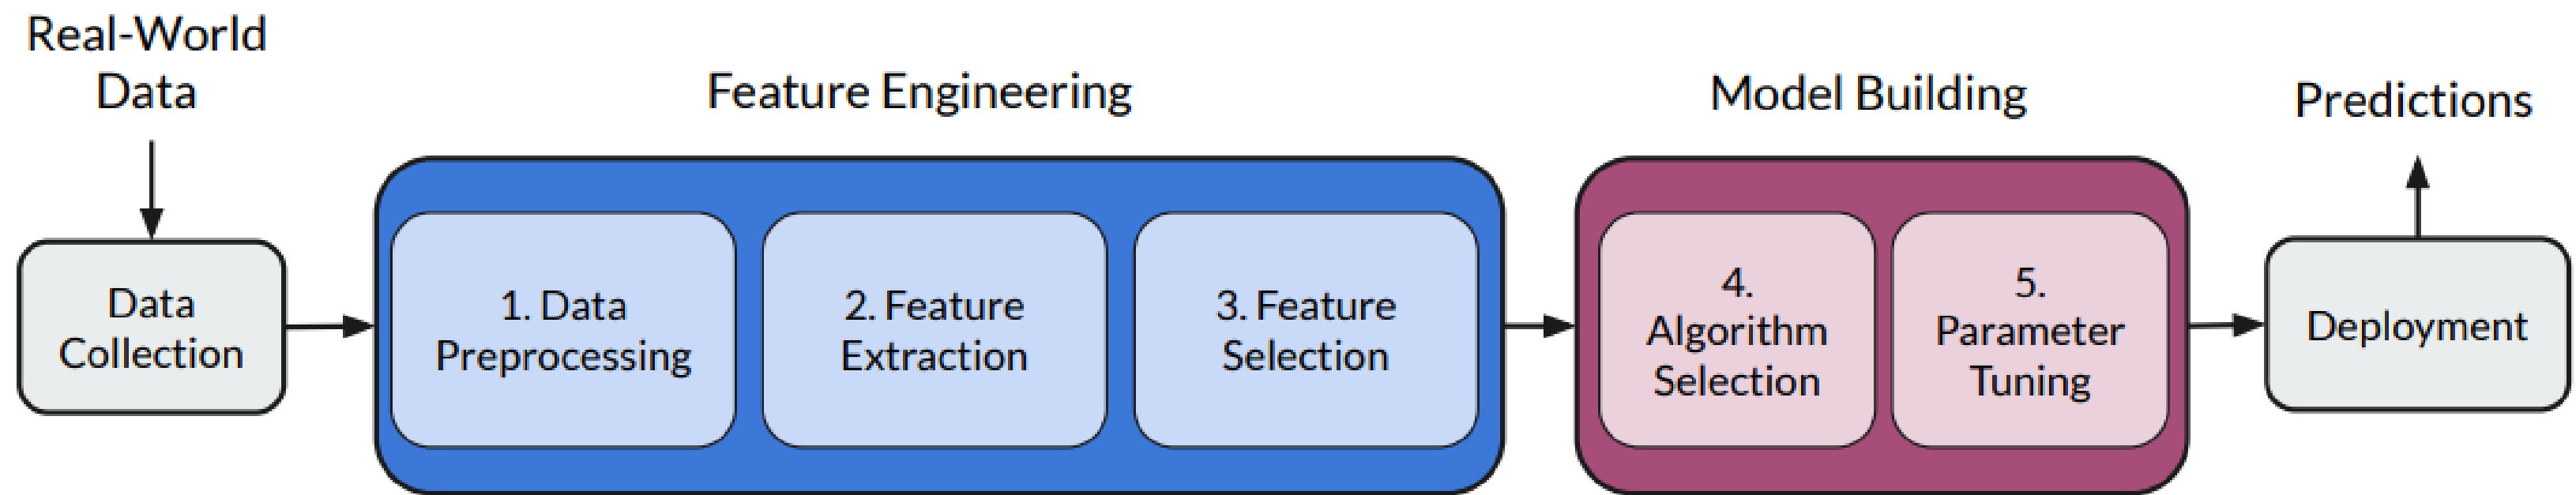 Real-World
Data
Feature Engineering
Model Building
Predictions
Data
Collection
1. Data
Preprocessing
2. Feature
Extraction
3. Feature
Selection
4.
Algorithm
Selection
5.
Parameter
Tuning
Deployment